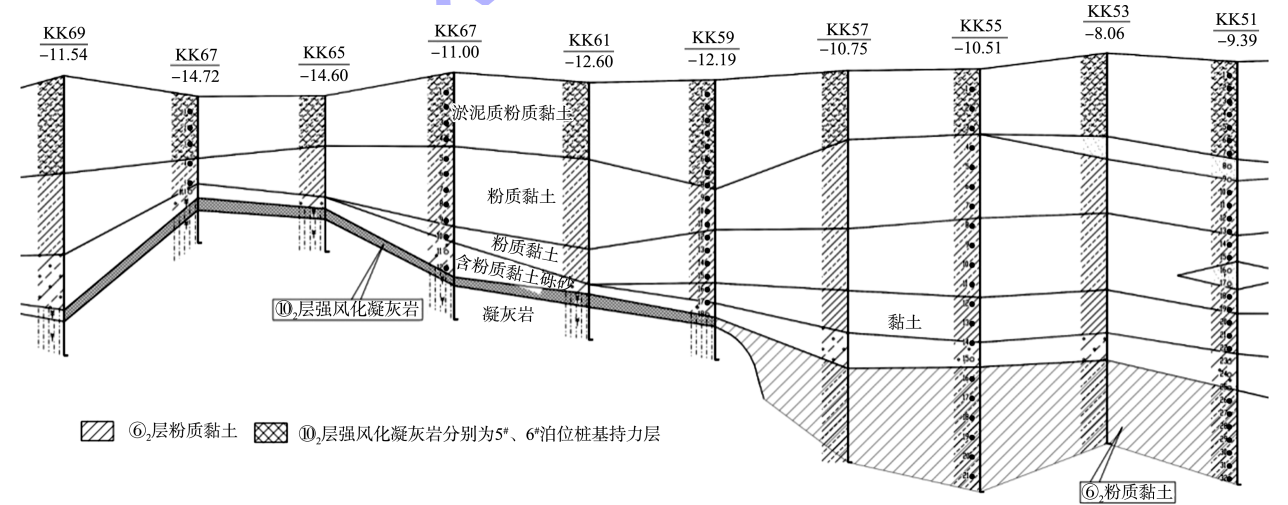 KK69
-11.54
KK67
-14.72
KK65
-14.60
KK67
-11.00
KK61
-12.60
KK59
-12.19
KK57
-10.75
KK55
-10.51
KK53
-8.06
KK51
-9.39
淤泥质粉质黏土
粉质黏土
粉质黏土
含粉质黏土砾砂
凝灰岩
黏土
⑩2层强风化凝灰岩
⑥2层粉质黏土
⑩2层强风化凝灰岩分别为5#、6#泊位桩基持力层
⑥2粉质黏土